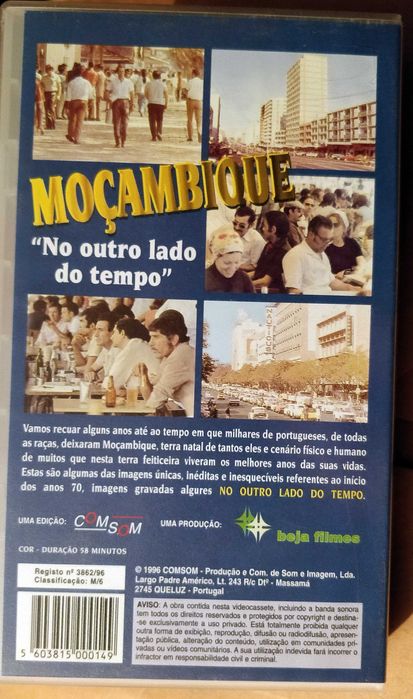 MOÇAMBIQUE
"No outro lado
do tempo"
Vamos recuar alguns anos até ao tempo em que milhares de portugueses, de todas
as raças, deixaram Moçambique, terra natal de tantos eles e cenário físico e humano
de muitos que nesta terra feiticeira viveram os melhores anos das suas vidas.
Estas são algumas das imagens únicas, inéditas e inesquecíveis referentes ao início
dos anos 70, imagens gravadas algures NO OUTRO LADO DO TEMPO.
UMA EDIÇÃO: COMSOM UMA PRODUÇÃO: beja filmes
COR - DURAÇÃO 58 MINUTOS
Registo nº 3862/96
Classificação: M/6
5 603815 000149
© 1996 COMSOM - Produção e Com. de Som e Imagem, Lda.
Largo Padre Américo, Lt. 243 R/c Dtº - Massamá
2745 QUELUZ - Portugal
AVISO: A obra contida nesta videocassete, incluindo a banda sonora
tem todos os direitos reservados e protegidos por copyright e destina-
-se exclusivamente a uso privado. Está totalmente proibida qualquer
outra forma de exibição, reprodução, difusão ou radiodifusão, apresen-
tação pública, alteração do conteúdo, utilização em comunidades privadas
ou vídeos comunitários. A sua utilização indevida fará incorrer o
infractor em responsabilidade civil e criminal.